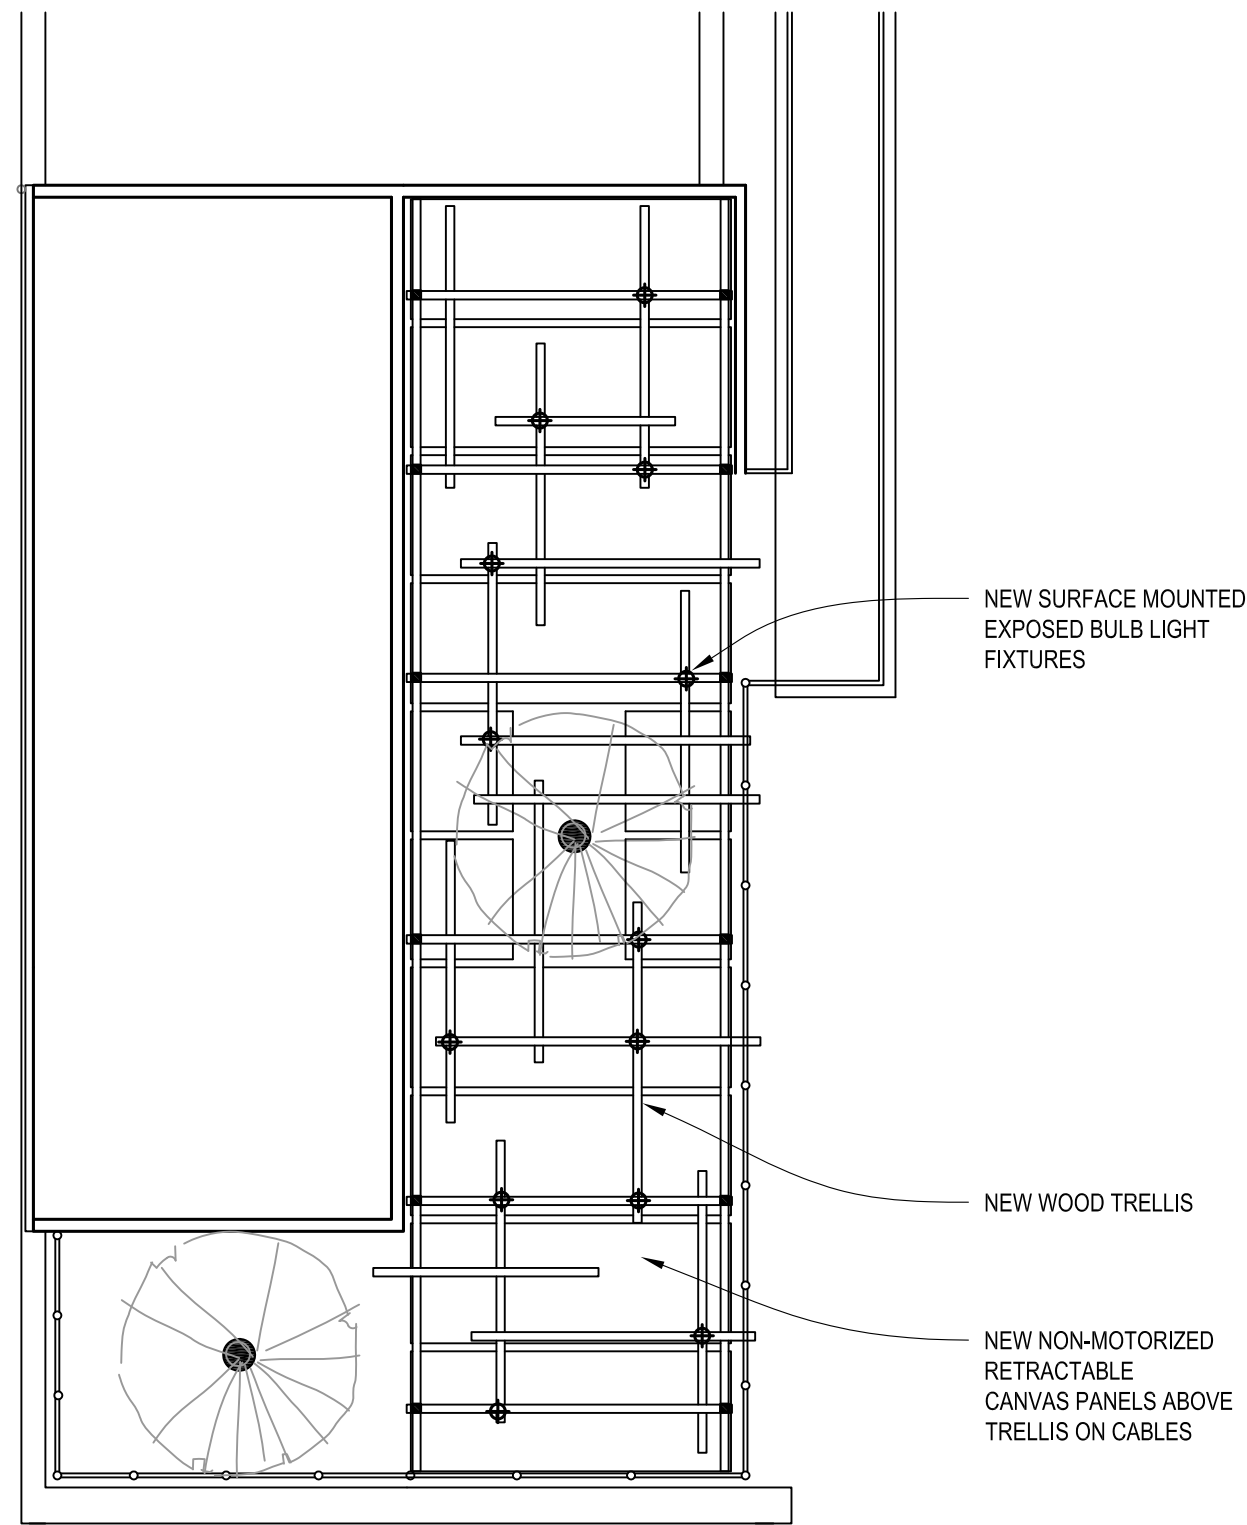 NEW SURFACE MOUNTED
EXPOSED BULB LIGHT
FIXTURES
NEW WOOD TRELLIS
NEW NON-MOTORIZED
RETRACTABLE
CANVAS PANELS ABOVE
TRELLIS ON CABLES